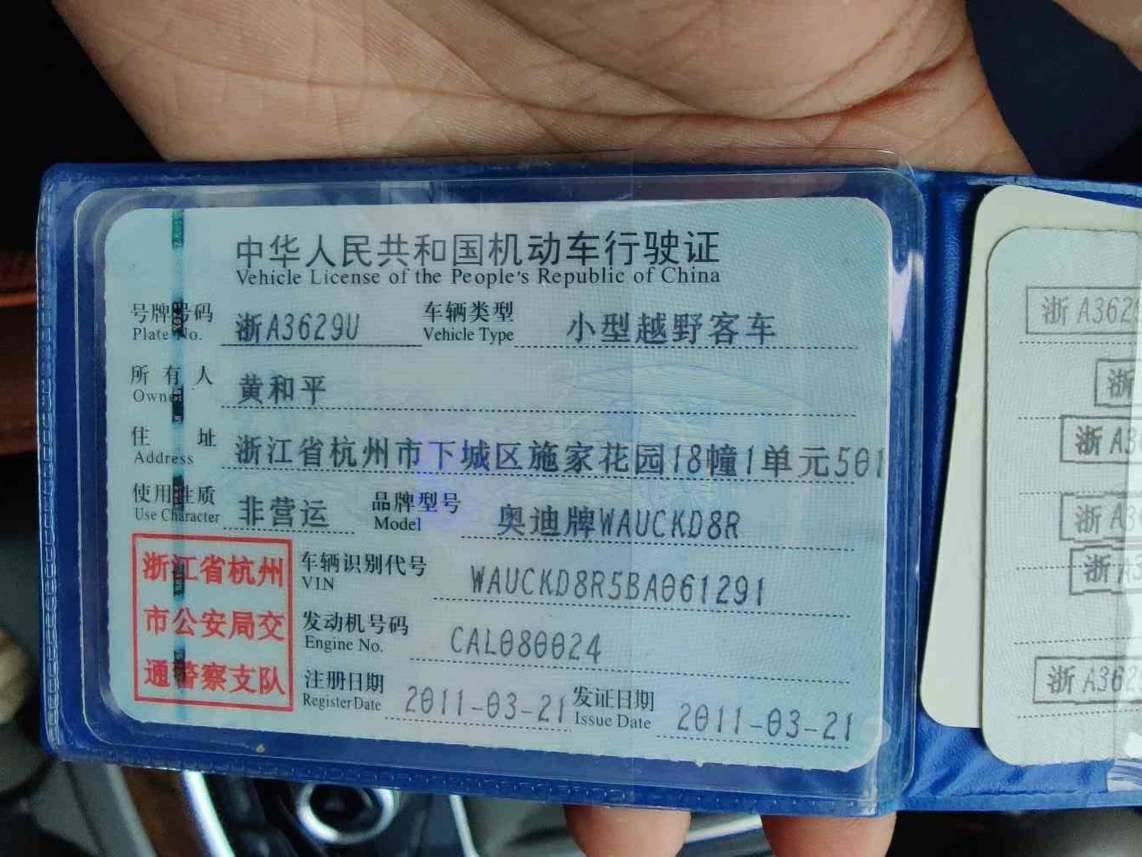 中华人民共和国机动车行驶证
Vehicle License of the People's Republic of China
号牌号码 浙A3629U 车辆类型 小型越野客车
Plate No. Vehicle Type
所有人 黄和平
Owner
住址 浙江省杭州市下城区施家花园18幢1单元501
Address
使用性质 非营运 品牌型号 奥迪牌WAUCKD8R
Use Character Model
浙江省杭州
市公安局交
通警察支队
车辆识别代号 WAUCKD8R5BA061291
VIN
发动机号码 CAL080024
Engine No.
注册日期 2011-03-21 发证日期 2011-03-21
Register Date Issue Date
浙A362
浙
浙A3
浙A3
浙A3
浙A362